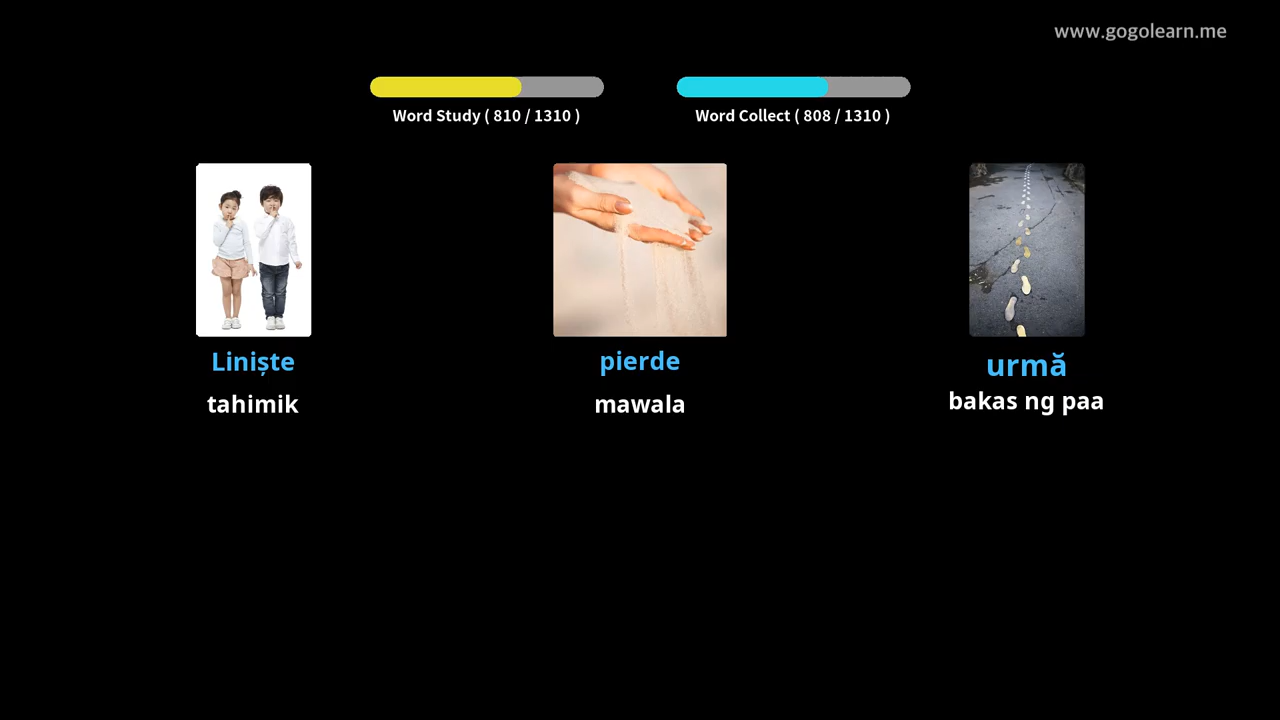 www.gogolearn.me
Word Study ( 810 / 1310 )
Word Collect ( 808 / 1310 )
Liniște
pierde
urmă
tahimik
mawala
bakas ng paa